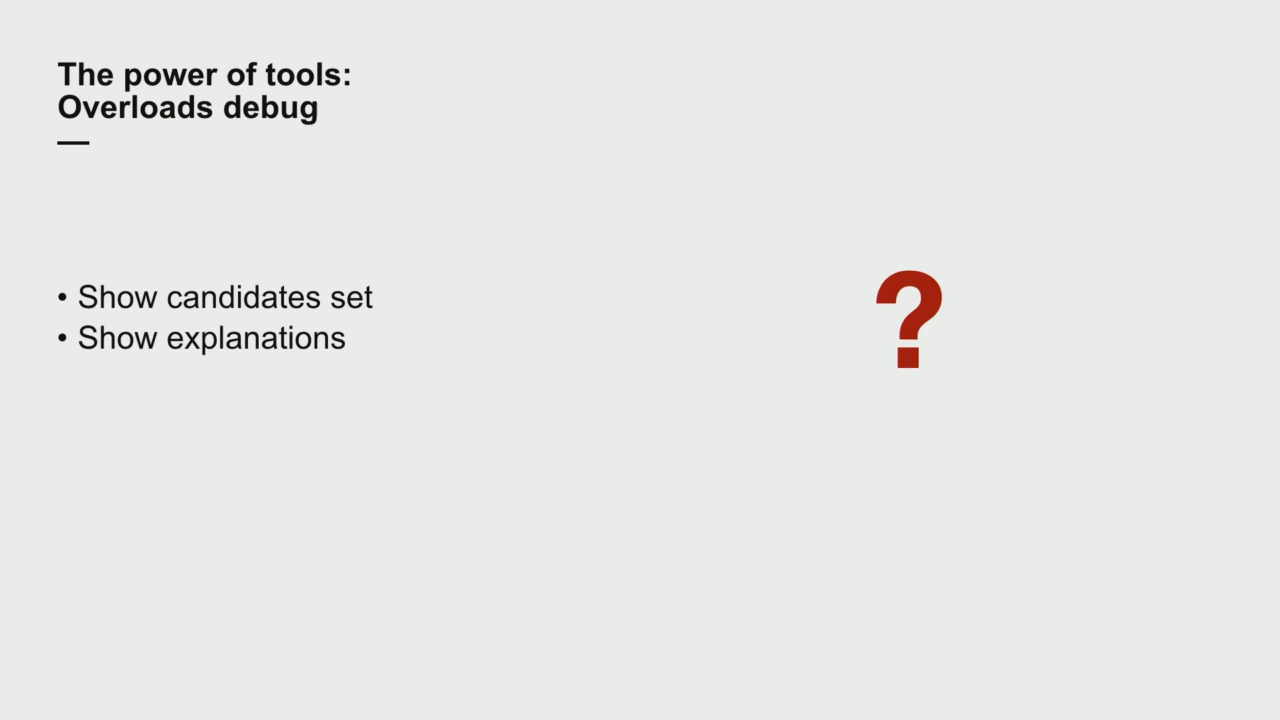 The power of tools:
Overloads debug
• Show candidates set
• Show explanations
?